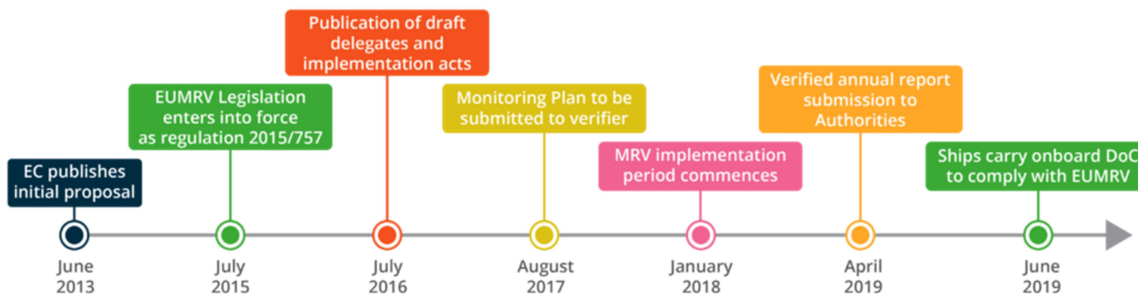 Publication of draft
delegates and
implementation acts
EUMRV Legislation
enters into force
as regulation 2015/757
Monitoring Plan to be
submitted to verifier
Verified annual report
submission to
Authorities
EC publishes
initial proposal
MRV implementation
period commences
Ships carry onboard DoC
to comply with EUMRV
June
2013
July
2015
July
2016
August
2017
January
2018
April
2019
June
2019